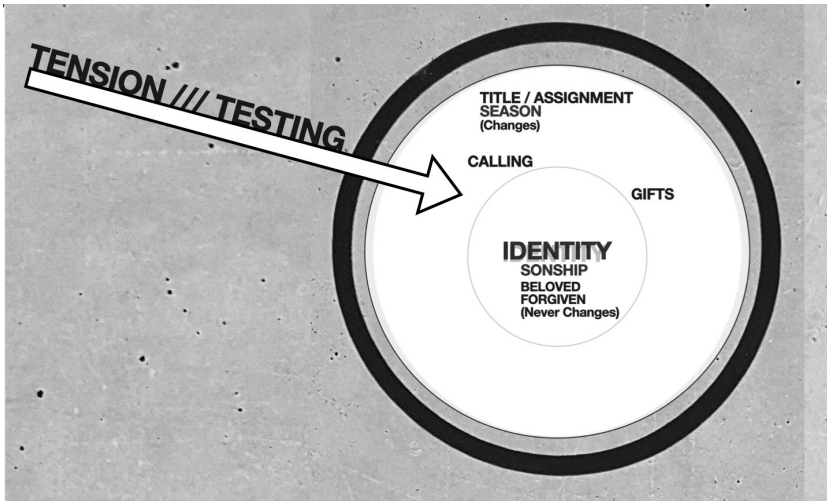 TENSION /// TESTING
TITLE / ASSIGNMENT
SEASON
(Changes)
CALLING
GIFTS
IDENTITY
SONSHIP
BELOVED
FORGIVEN
(Never Changes)